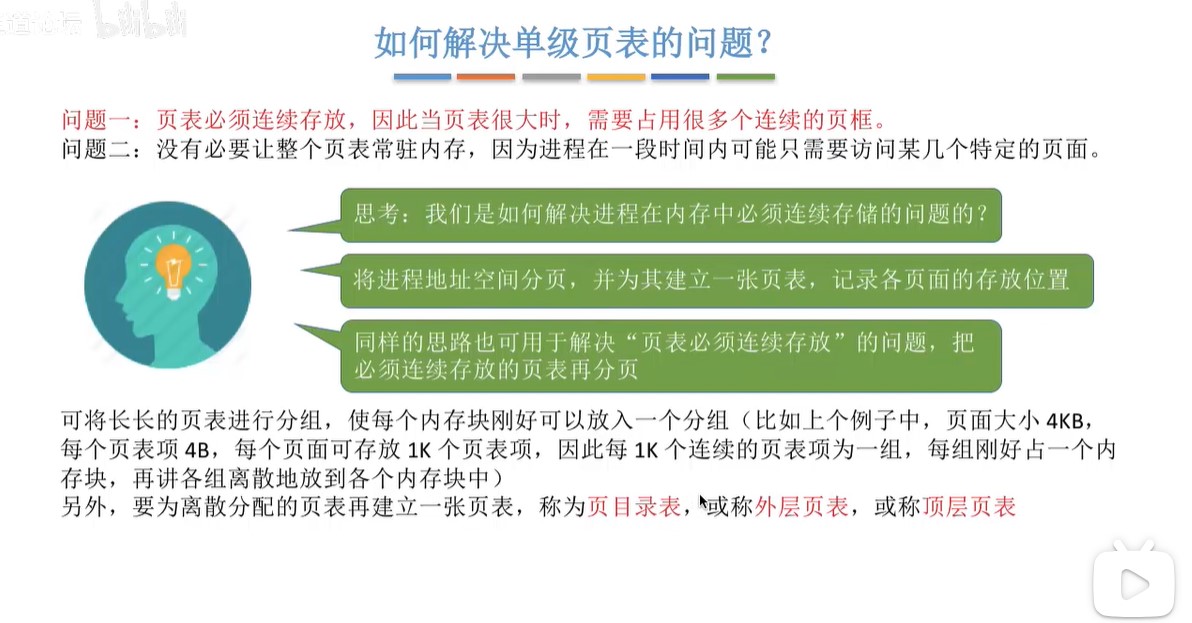 如何解决单级页表的问题？
问题一：页表必须连续存放，因此当页表很大时，需要占用很多个连续的页框。
问题二：没有必要让整个页表常驻内存，因为进程在一段时间内可能只需要访问某几个特定的页面。
思考：我们是如何解决进程在内存中必须连续存储的问题的？
将进程地址空间分页，并为其建立一张页表，记录各页面的存放位置
同样的思路也可用于解决“页表必须连续存放”的问题，把
必须连续存放的页表再分页
可将长长的页表进行分组，使每个内存块刚好可以放入一个分组（比如上个例子中，页面大小 4KB，
每个页表项 4B，每个页面可存放 1K 个页表项，因此每 1K 个连续的页表项为一组，每组刚好占一个内
存块，再讲各组离散地放到各个内存块中）
另外，要为离散分配的页表再建立一张页表，称为页目录表，或称外层页表，或称顶层页表